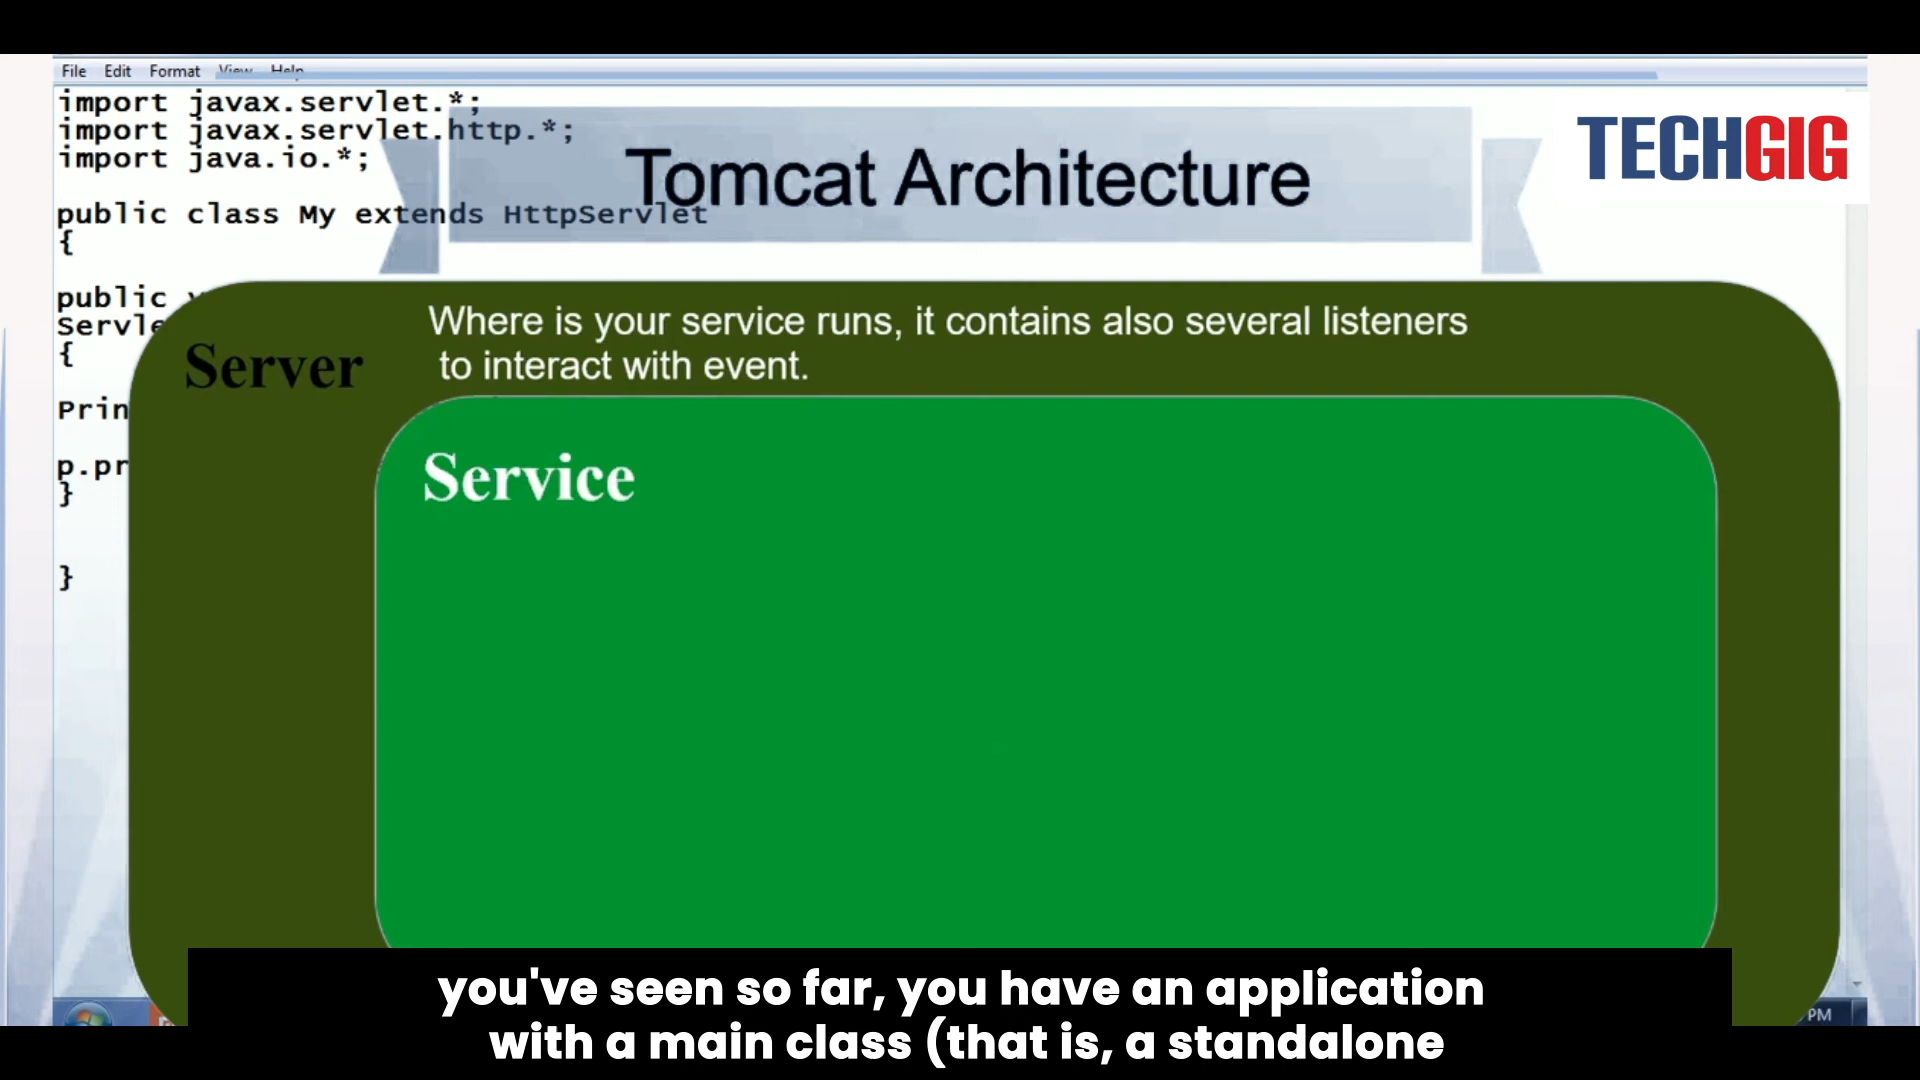 File Edit Format View Help
import javax.servlet.*;
import javax.servlet.http.*;
import java.io.*;
public class My extends HttpServlet
{
public
Servle
{
Prin
p.pr
}
}
Tomcat Architecture
TECHGIG
Where is your service runs, it contains also several listeners
to interact with event.
Server
Service
PM
you've seen so far, you have an application
with a main class (that is, a standalone